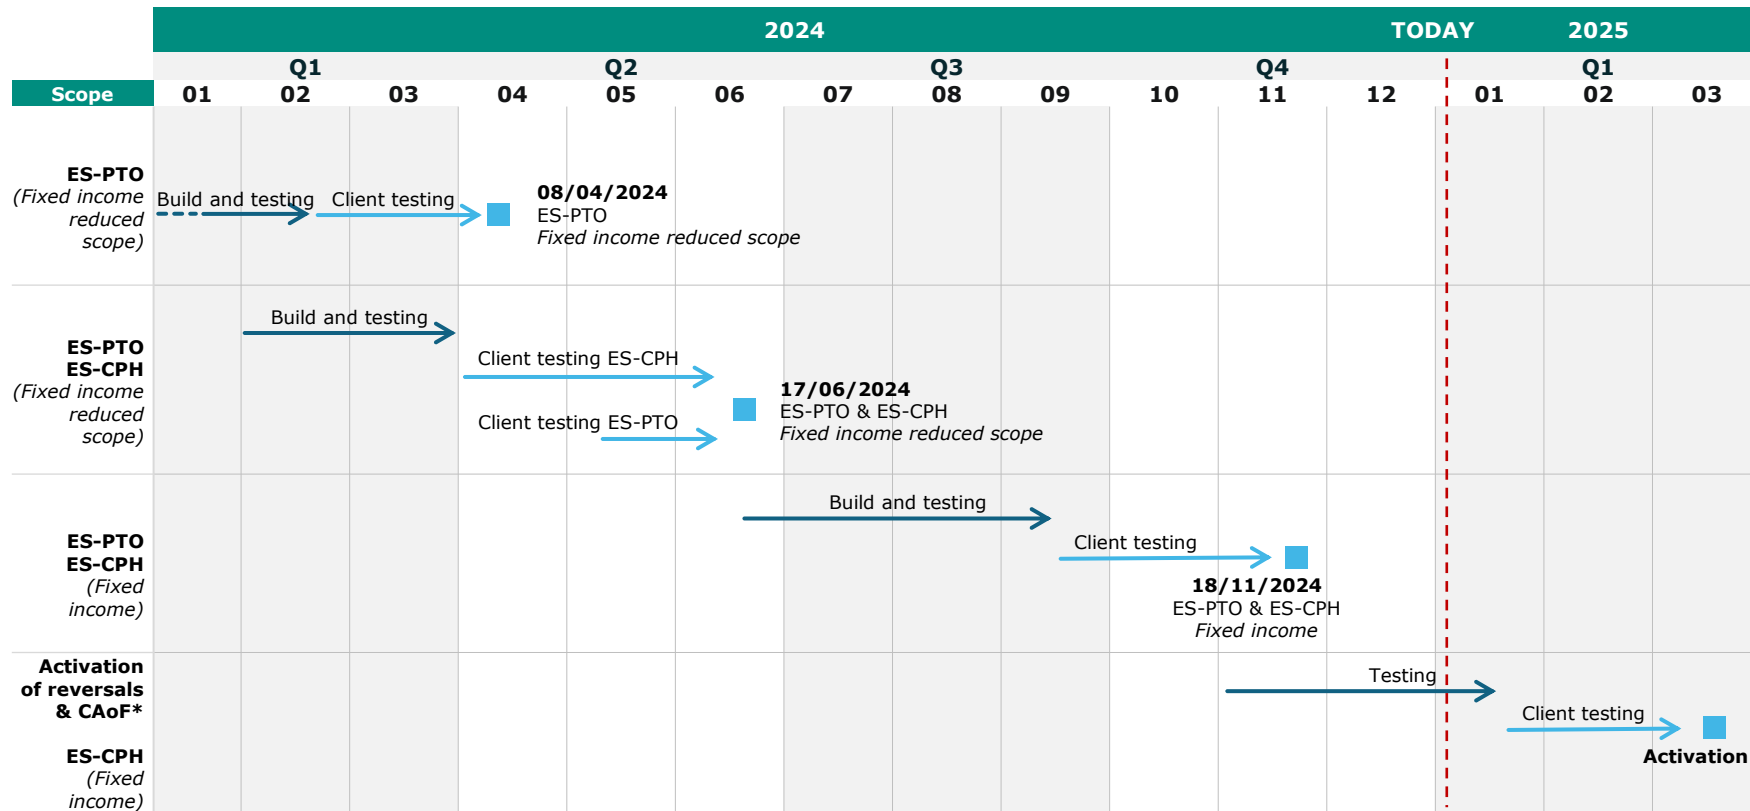 2024 TODAY 2025
Q1 Q2 Q3 Q4 Q1
Scope 01 02 03 04 05 06 07 08 09 10 11 12 01 02 03
ES-PTO
(Fixed income
reduced
scope)
Build and testing
Client testing
08/04/2024
ES-PTO
Fixed income reduced scope
ES-PTO
ES-CPH
(Fixed income
reduced
scope)
Build and testing
Client testing ES-CPH
Client testing ES-PTO
17/06/2024
ES-PTO & ES-CPH
Fixed income reduced scope
ES-PTO
ES-CPH
(Fixed
income)
Build and testing
Client testing
18/11/2024
ES-PTO & ES-CPH
Fixed income
Activation
of reversals
& CAoF*
ES-CPH
(Fixed
income)
Testing
Client testing
Activation